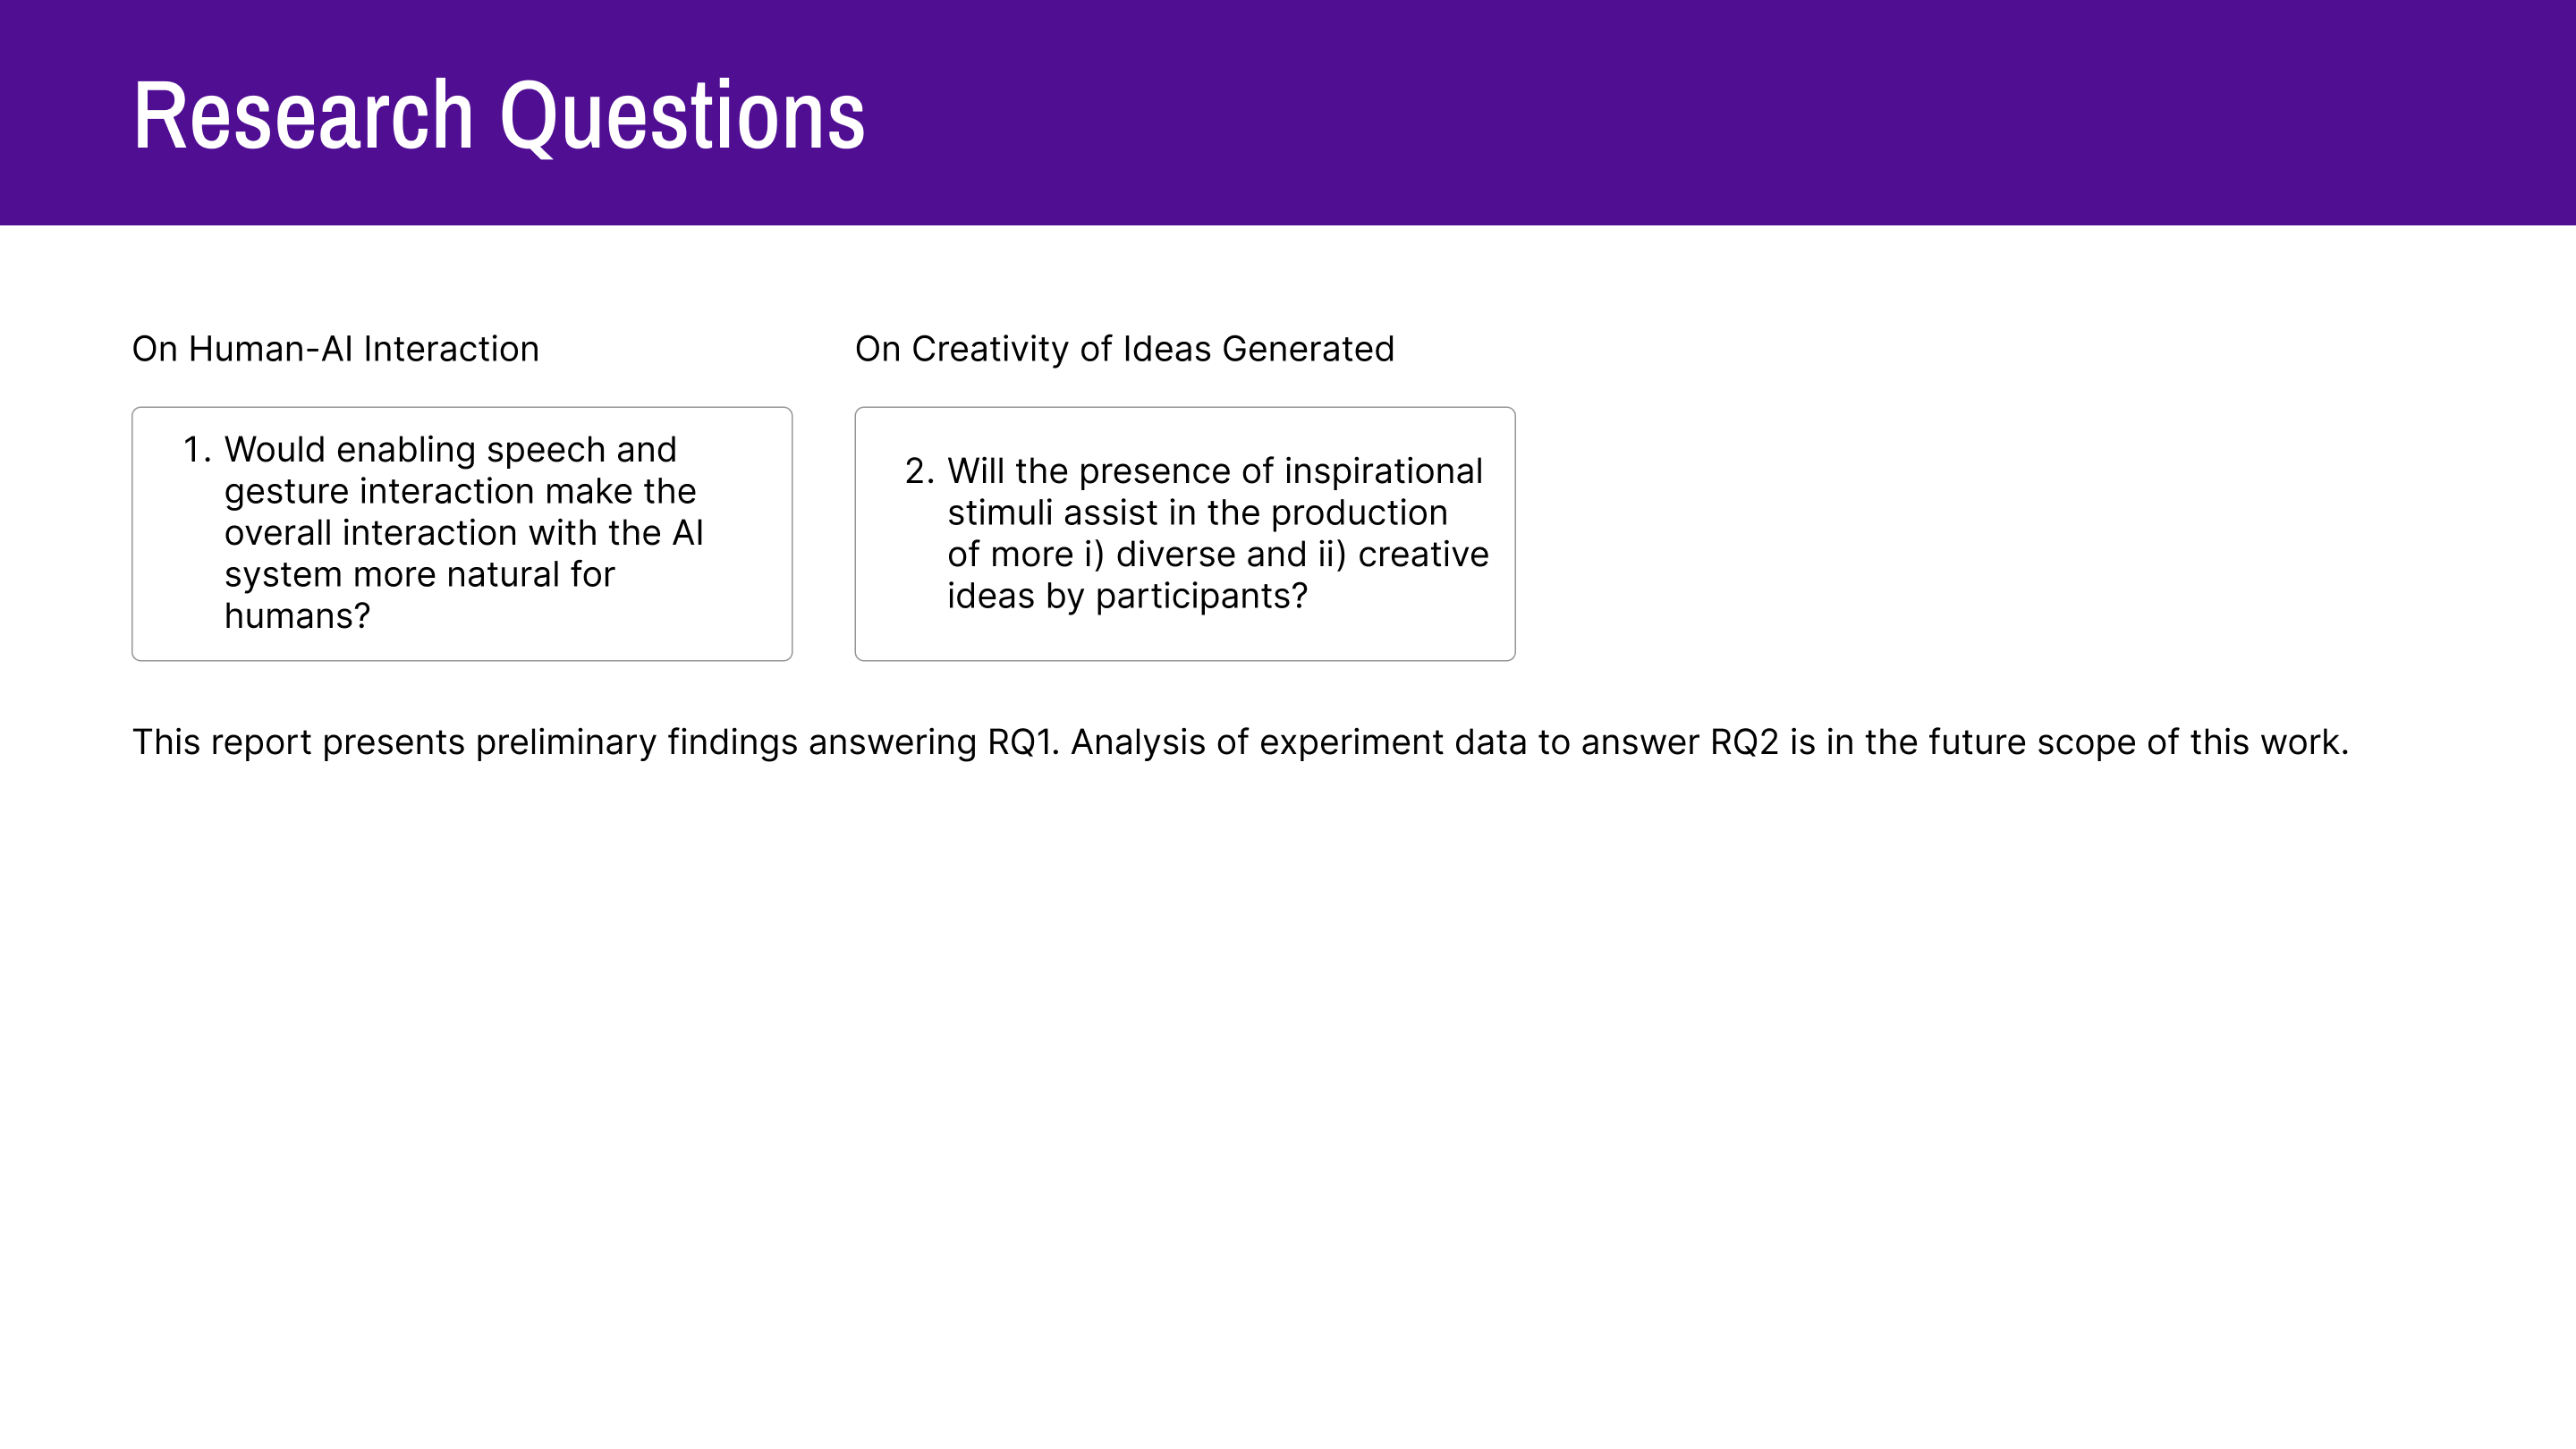 Research Questions
On Human-AI Interaction
1. Would enabling speech and
gesture interaction make the
overall interaction with the AI
system more natural for
humans?
On Creativity of Ideas Generated
2. Will the presence of inspirational
stimuli assist in the production
of more i) diverse and ii) creative
ideas by participants?
This report presents preliminary findings answering RQ1. Analysis of experiment data to answer RQ2 is in the future scope of this work.